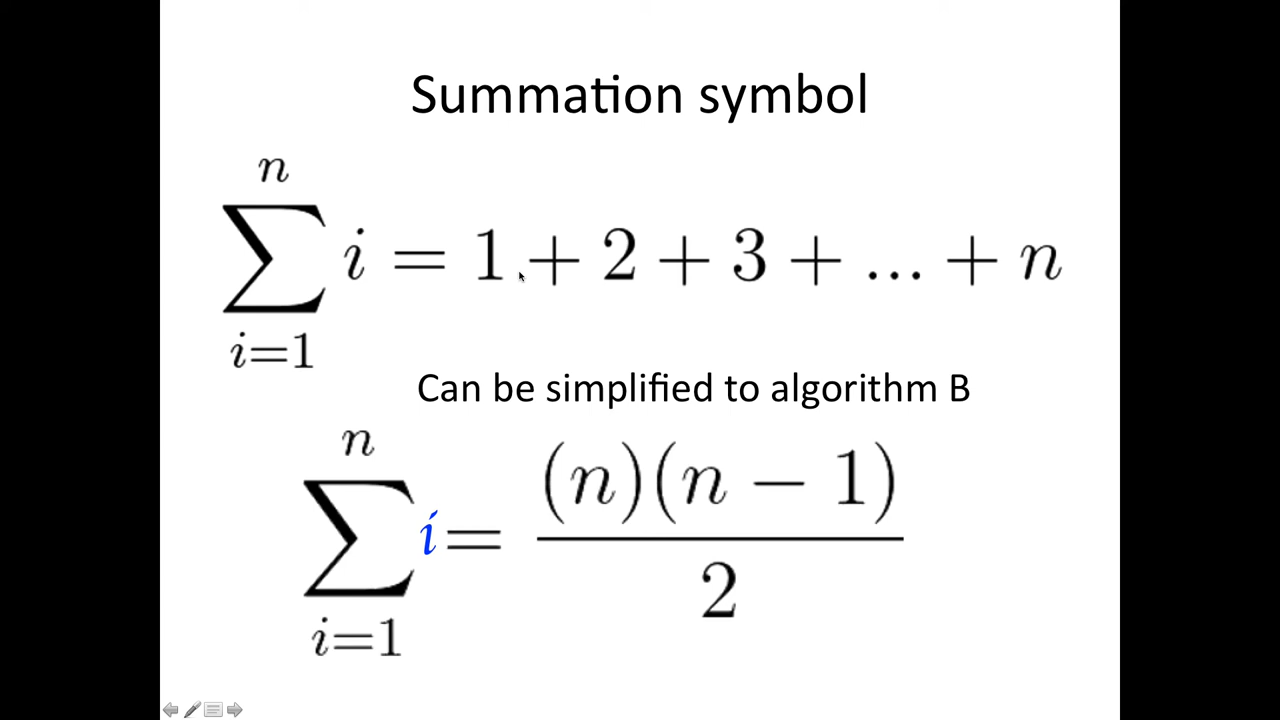 Summation symbol
n
∑ i = 1 + 2 + 3 + ... + n
i=1
Can be simplified to algorithm B
n
∑ i = (n)(n − 1)
2
i=1